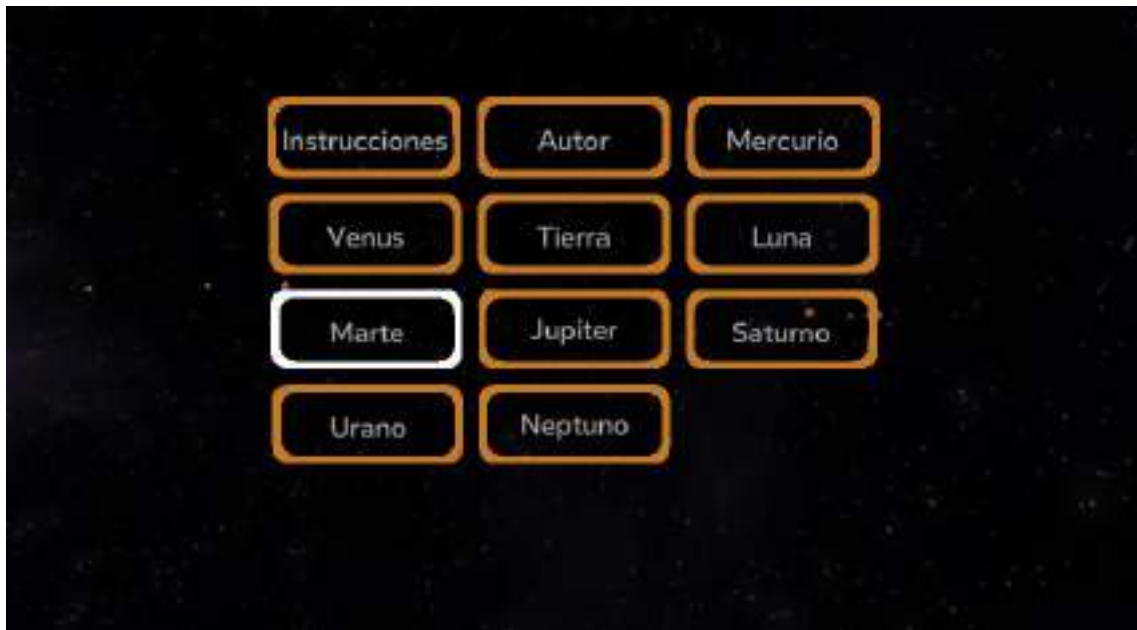 Instrucciones
Autor
Mercurio
Venus
Tierra
Luna
Marte
Jupiter
Saturno
Urano
Neptuno